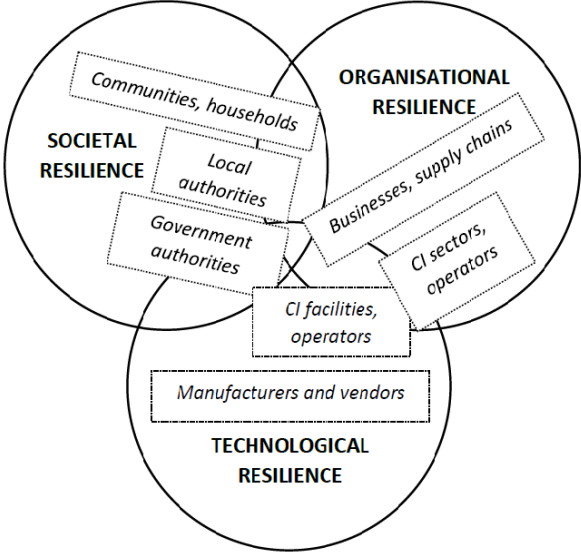 ORGANISATIONAL
RESILIENCE
Communities, households
SOCIETAL
RESILIENCE
Local
authorities
Businesses, supply chains
Government
authorities
CI sectors,
operators
CI facilities,
operators
Manufacturers and vendors
TECHNOLOGICAL
RESILIENCE